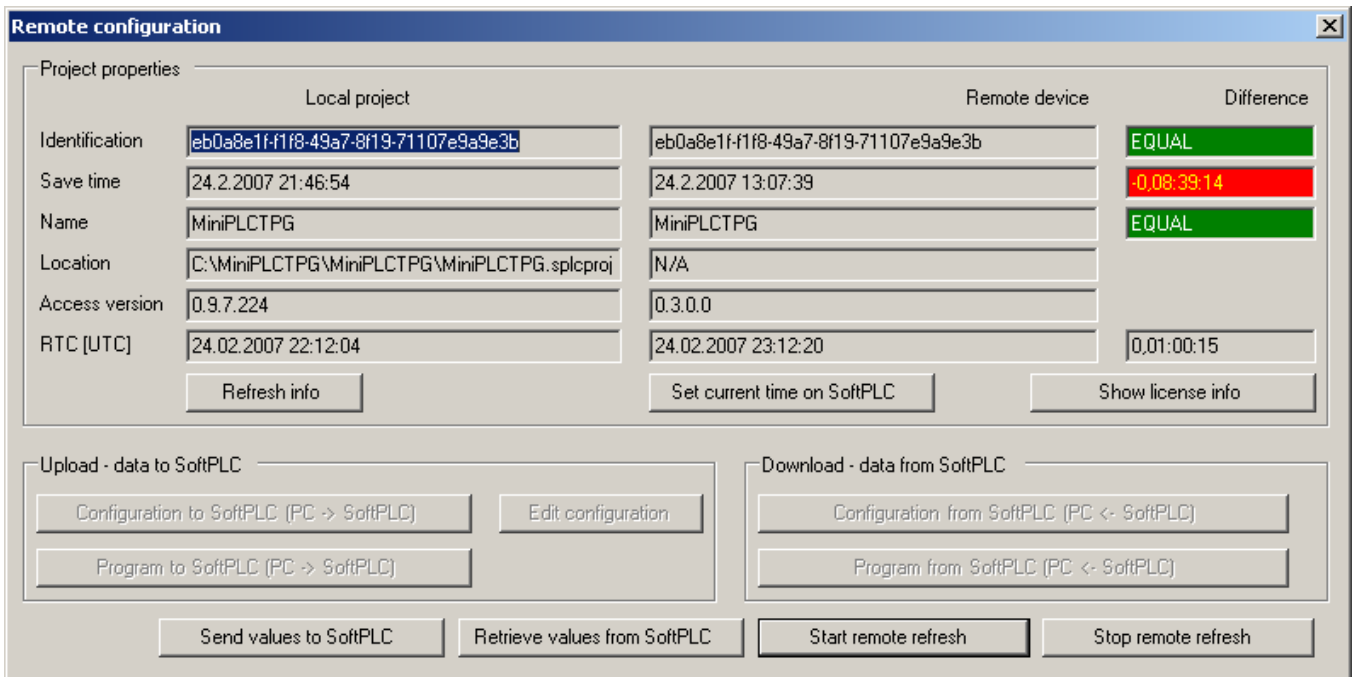 Remote configuration
Project properties
Local project Remote device Difference
Identification eb0a8e1f-f1f8-49a7-8f19-71107e9a9e3b eb0a8e1f-f1f8-49a7-8f19-71107e9a9e3b EQUAL
Save time 24.2.2007 21:46:54 24.2.2007 13:07:39 -0,08:39:14
Name MiniPLCTPG MiniPLCTPG EQUAL
Location C:\MiniPLCTPG\MiniPLCTPG\MiniPLCTPG.splcproj N/A
Access version 0.9.7.224 0.3.0.0
RTC [UTC] 24.02.2007 22:12:04 24.02.2007 23:12:20 0,01:00:15
Refresh info Set current time on SoftPLC Show license info
Upload - data to SoftPLC Download - data from SoftPLC
Configuration to SoftPLC (PC -> SoftPLC) Edit configuration Configuration from SoftPLC (PC <- SoftPLC)
Program to SoftPLC (PC -> SoftPLC) Program from SoftPLC (PC <- SoftPLC)
Send values to SoftPLC Retrieve values from SoftPLC Start remote refresh Stop remote refresh